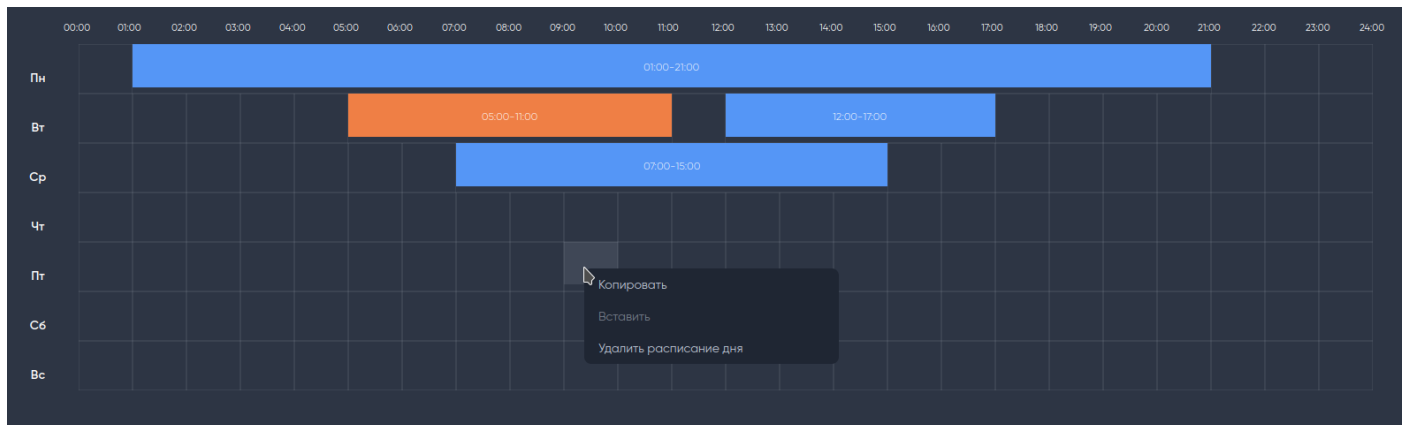 00:00 01:00 02:00 03:00 04:00 05:00 06:00 07:00 08:00 09:00 10:00 11:00 12:00 13:00 14:00 15:00 16:00 17:00 18:00 19:00 20:00 21:00 22:00 23:00 24:00
Пн 01:00-21:00
Вт 05:00-11:00 12:00-17:00
Ср 07:00-15:00
Чт
Пт
Копировать
Вставить
Сб
Удалить расписание дня
Вс